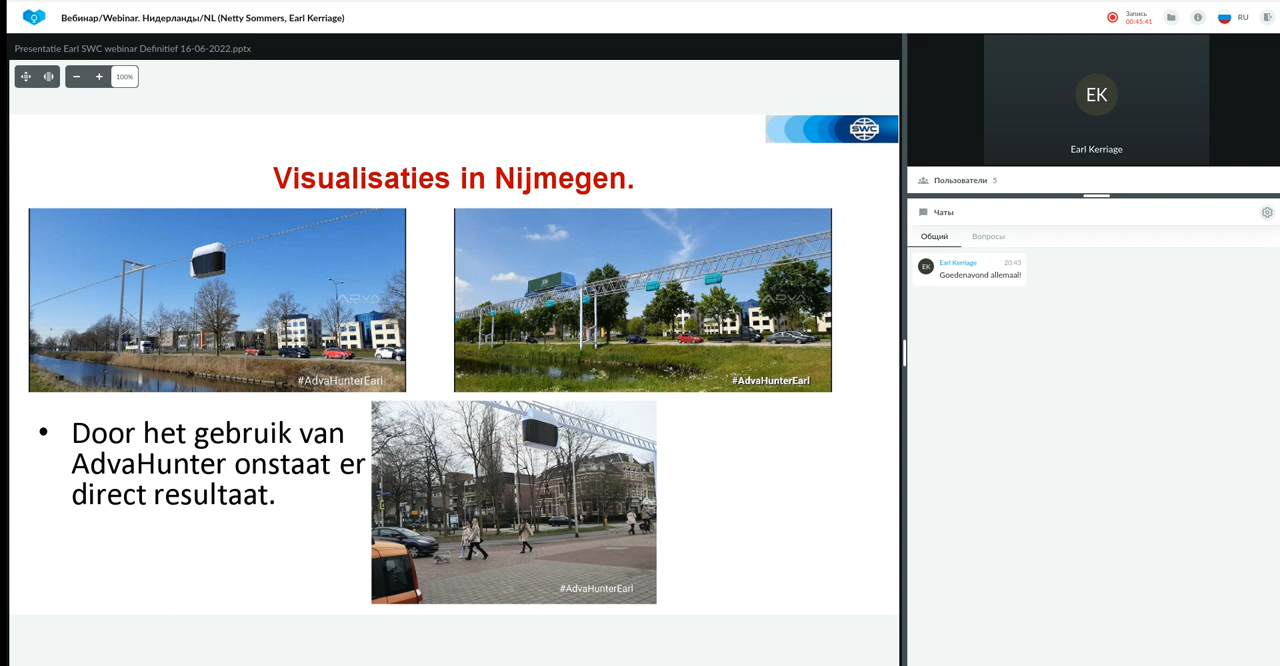 Вебинар/Webinar. Нидерланды/NL (Netty Sommers, Earl Kerriage)
Запись
00:45:41
RU
Presentatie Earl SWC webinar Definitief 16-06-2022.pptx
100%
SWC
Visualisaties in Nijmegen.
ADVA
#AdvaHunterEarl
ADVA
#AdvaHunterEarl
• Door het gebruik van
AdvaHunter onstaat er
direct resultaat.
#AdvaHunterEarl
EK
Earl Kerriage
Пользователи 5
Чаты
Общий Вопросы
EK
Earl Kerriage 20:43
Goedenavond allemaal!